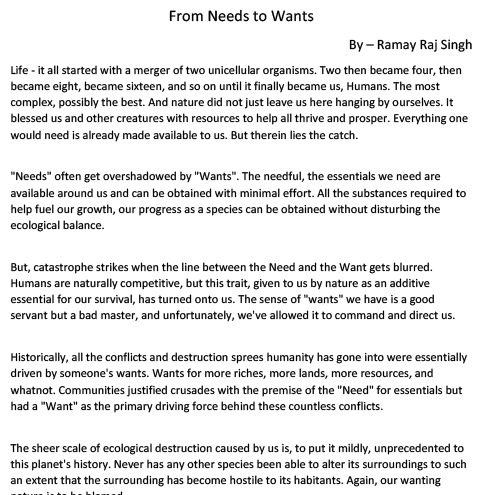 From Needs to Wants
By – Ramay Raj Singh
Life - it all started with a merger of two unicellular organisms. Two then became four, then
became eight, became sixteen, and so on until it finally became us, Humans. The most
complex, possibly the best. And nature did not just leave us here hanging by ourselves. It
blessed us and other creatures with resources to help all thrive and prosper. Everything one
would need is already made available to us. But therein lies the catch.
"Needs" often get overshadowed by "Wants". The needful, the essentials we need are
available around us and can be obtained with minimal effort. All the substances required to
help fuel our growth, our progress as a species can be obtained without disturbing the
ecological balance.
But, catastrophe strikes when the line between the Need and the Want gets blurred.
Humans are naturally competitive, but this trait, given to us by nature as an additive
essential for our survival, has turned onto us. The sense of "wants" we have is a good
servant but a bad master, and unfortunately, we've allowed it to command and direct us.
Historically, all the conflicts and destruction sprees humanity has gone into were essentially
driven by someone's wants. Wants for more riches, more lands, more resources, and
whatnot. Communities justified crusades with the premise of the "Need" for essentials but
had a "Want" as the primary driving force behind these countless conflicts.
The sheer scale of ecological destruction caused by us is, to put it mildly, unprecedented to
this planet's history. Never has any other species been able to alter its surroundings to such
an extent that the surrounding has become hostile to its habitants. Again, our wanting
nature is to be blamed